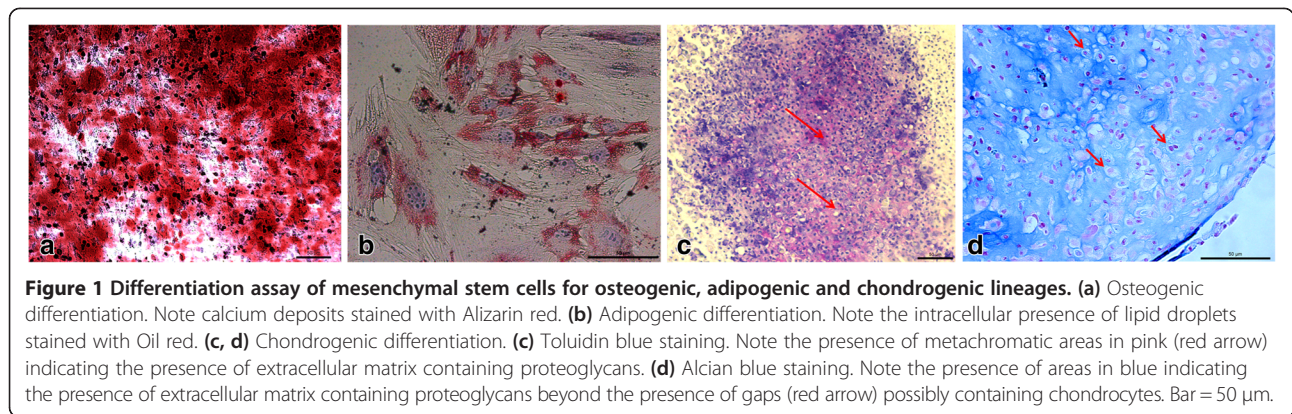 a
b
c
d
50 μm
Figure 1 Differentiation assay of mesenchymal stem cells for osteogenic, adipogenic and chondrogenic lineages. (a) Osteogenic
differentiation. Note calcium deposits stained with Alizarin red. (b) Adipogenic differentiation. Note the intracellular presence of lipid droplets
stained with Oil red. (c, d) Chondrogenic differentiation. (c) Toluidin blue staining. Note the presence of metachromatic areas in pink (red arrow)
indicating the presence of extracellular matrix containing proteoglycans. (d) Alcian blue staining. Note the presence of areas in blue indicating
the presence of extracellular matrix containing proteoglycans beyond the presence of gaps (red arrow) possibly containing chondrocytes. Bar = 50 μm.